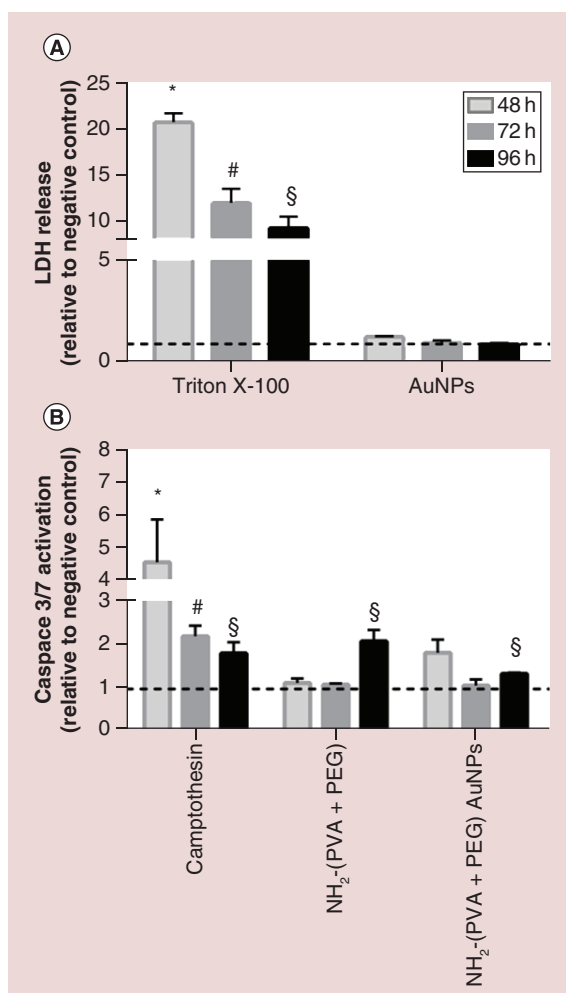 A
LDH release
(relative to negative control)
25
20
15
10
5
0
*
#
§
48 h
72 h
96 h
Triton X-100
AuNPs
B
Caspace 3/7 activation
(relative to negative control)
8
7
6
5
4
3
2
1
0
*
#
§
§
§
Camptothesin
NH2-(PVA + PEG)
NH2-(PVA + PEG) AuNPs